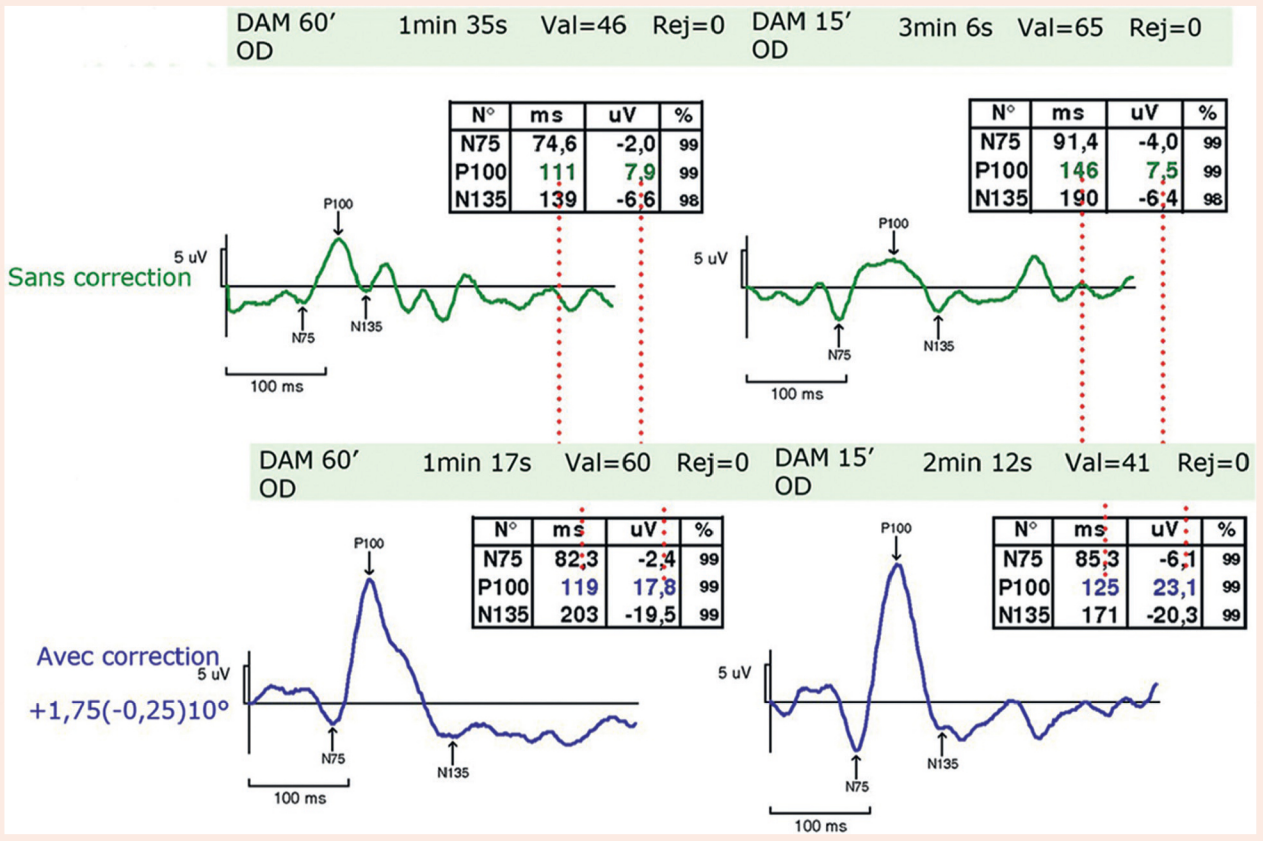 DAM 60′ 1min 35s Val=46 Rej=0
OD
DAM 15′ 3min 6s Val=65 Rej=0
OD
N° ms uV %
N75 74,6 -2,0 99
P100 111 7,9 99
N135 139 -6,6 98
N° ms uV %
N75 91,4 -4,0 99
P100 146 7,5 99
N135 190 -6,4 98
Sans correction
5 uV
P100
N75
N135
100 ms
5 uV
P100
N75
N135
100 ms
DAM 60′ 1min 17s Val=60 Rej=0
OD
DAM 15′ 2min 12s Val=41 Rej=0
OD
N° ms uV %
N75 82,3 -2,4 99
P100 119 17,8 99
N135 203 -19,5 99
N° ms uV %
N75 85,3 -6,1 99
P100 125 23,1 99
N135 171 -20,3 99
Avec correction
+1,75(-0,25)10°
5 uV
P100
N75
N135
100 ms
5 uV
P100
N75
N135
100 ms